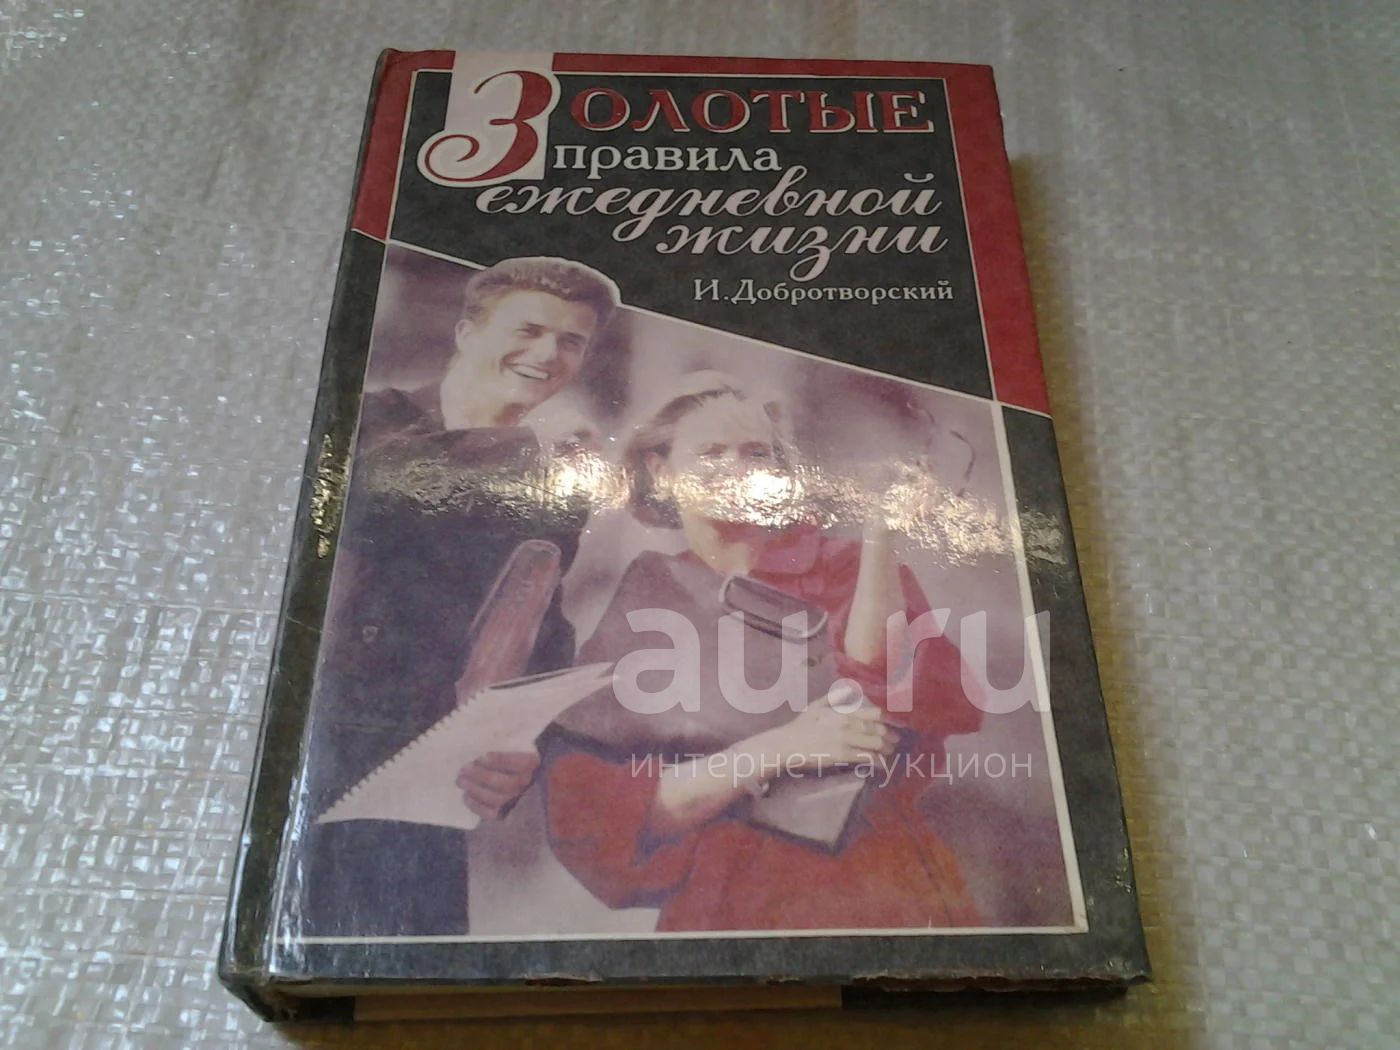 ЗОЛОТЫЕ
правила
ежедневной
жизни
И.Добротворский
au.ru
интернет-аукцион